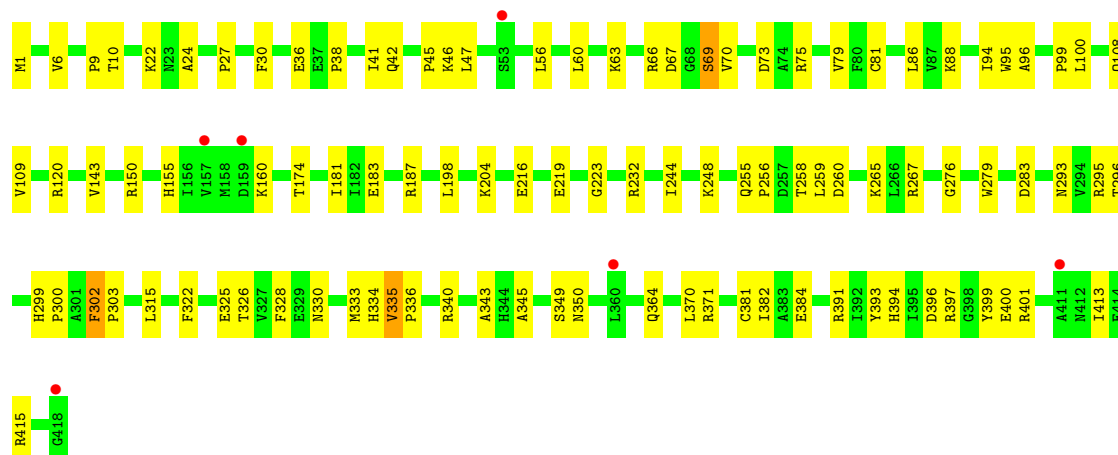 M1 V6 P9 T10 K22 N23 A24 P27 F30 E36 E37 P38 I41 Q42 P45 K46 L47 S53 L56 L60 K63 R66 D67 G68 S69 V70 D73 A74 R75 V79 F80 C81 L86 V87 K88 I94 W95 A96 P99 L100 Q108
V109 R120 V143 R150 H155 I156 V157 M158 D159 K160 T174 I181 I182 E183 R187 L198 K204 E216 E219 G223 R232 I244 K248 Q255 P256 D257 T258 L259 D260 K265 L266 R267 G276 W279 D283 N293 V294 R295 T296
H299 P300 A301 F302 P303 L315 F322 E325 T326 V327 F328 E329 N330 M333 H334 V335 P336 R340 A343 H344 A345 S349 N350 L360 Q364 L370 R371 C381 I382 A383 E384 R391 I392 Y393 H394 I395 D396 R397 G398 Y399 E400 R401 A411 N412 I413
R415 G418